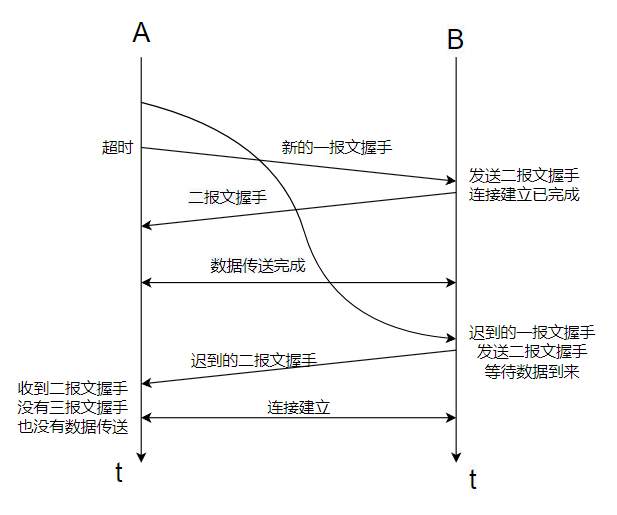 A
B
超时
新的一报文握手
发送二报文握手
连接建立已完成
二报文握手
数据传送完成
迟到的一报文握手
发送二报文握手
等待数据到来
迟到的二报文握手
收到二报文握手
没有三报文握手
也没有数据传送
连接建立
t
t